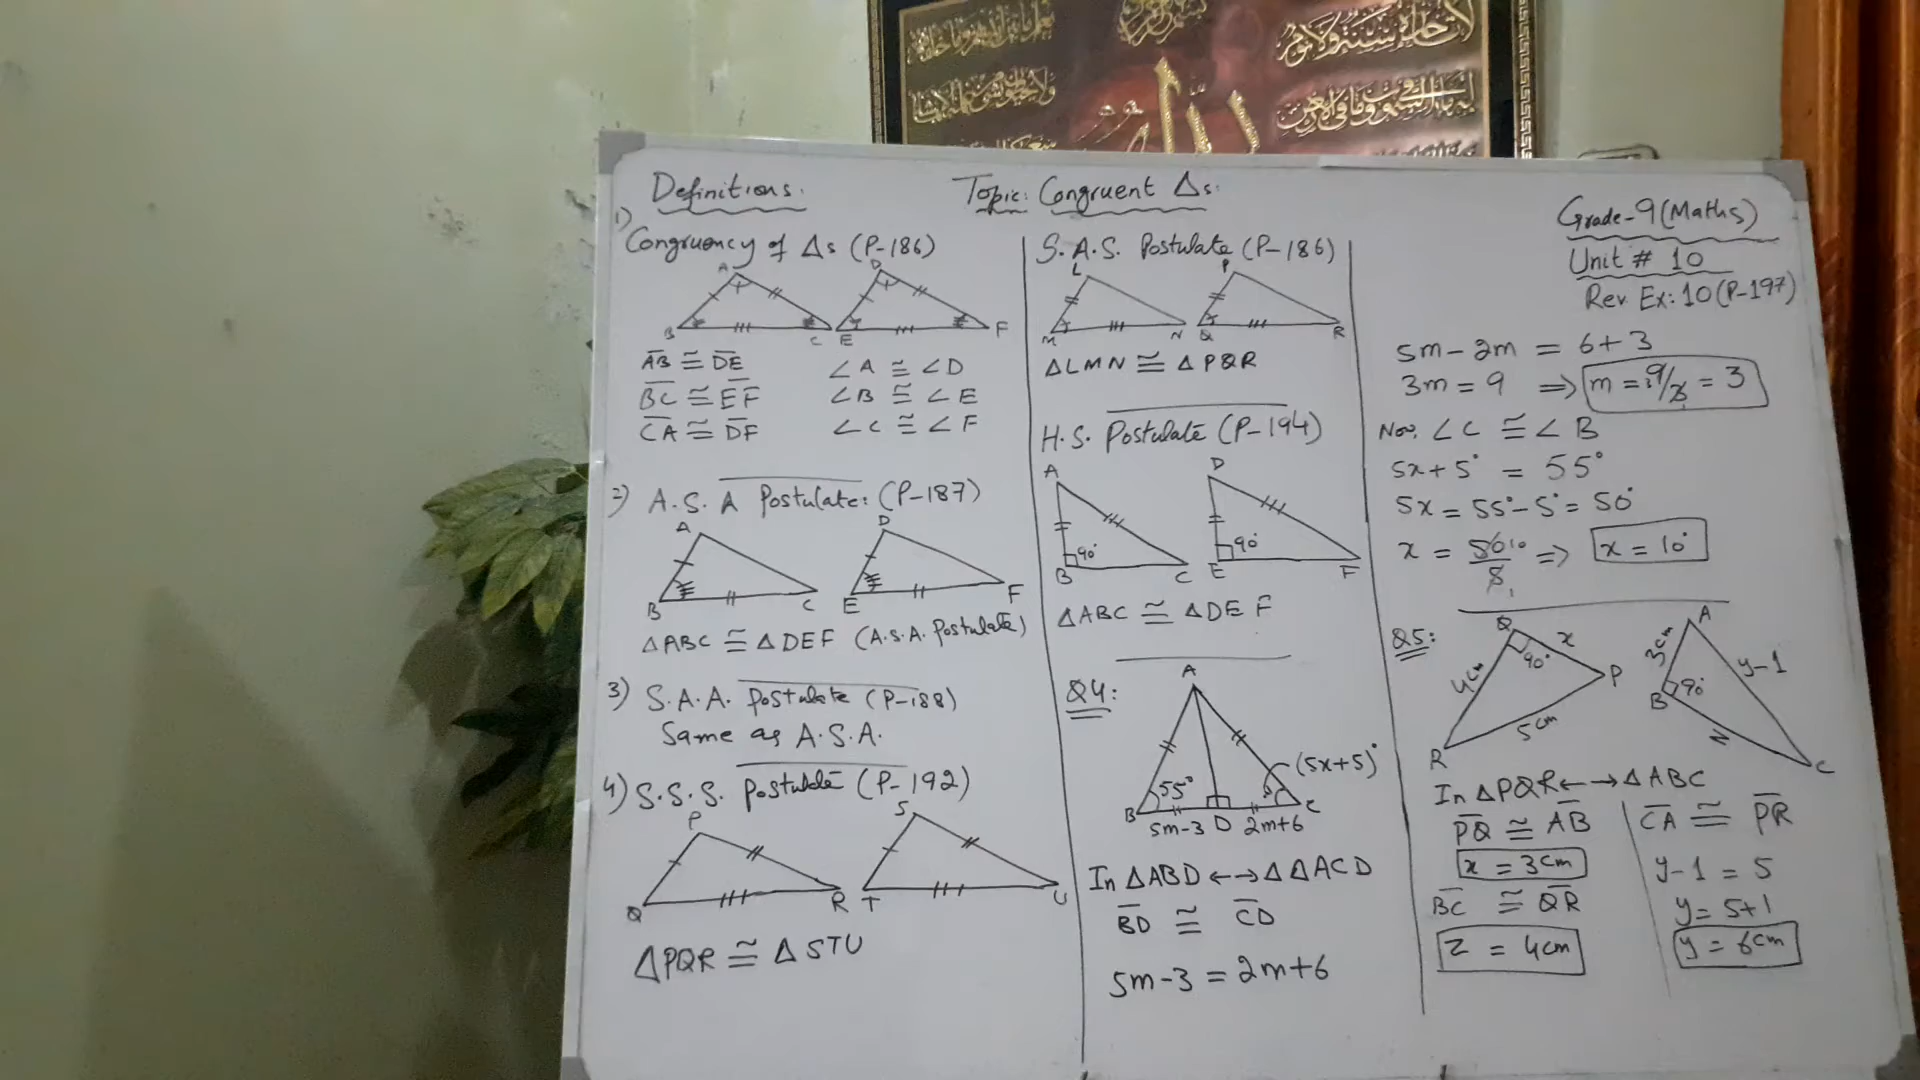 Definitions:
Topic: Congruent Δs:
Grade-9 (Maths)
Unit # 10
Rev. Ex: 10 (P-197)
1)
Congruency of Δs (P-186)
A
D
B
C
E
F
AB ≅ DE
∠A ≅ ∠D
BC ≅ EF
∠B ≅ ∠E
CA ≅ DF
∠C ≅ ∠F
2) A.S.A Postulate: (P-187)
A
D
B
C
E
F
ΔABC ≅ ΔDEF (A.S.A. Postulate)
3) S.A.A. Postulate (P-188)
Same as A.S.A.
4) S.S.S. Postulate (P-192)
P
S
Q
R
T
U
ΔPQR ≅ ΔSTU
S.A.S. Postulate (P-186)
L
P
M
N
Q
R
ΔLMN ≅ ΔPQR
H.S. Postulate (P-194)
A
D
90°
90°
B
C
E
F
ΔABC ≅ ΔDEF
Q4:
A
(5x+5)°
55°
B
C
5m-3 D 2m+6
In ΔABD ←→ ΔΔACD
BD ≅ CD
5m-3 = 2m+6
5m-2m = 6+3
3m = 9 ⇒ m = 9/3 = 3
Now, ∠C ≅ ∠B
5x+5° = 55°
5x = 55°-5° = 50°
x = 50 10 / 5 1 ⇒ x = 10°
Q5:
Q
x
90°
4cm
P
5cm
R
A
3cm
y-1
90°
B
z
C
In ΔPQR ←→ ΔABC
PQ ≅ AB
x = 3cm
BC ≅ QR
z = 4cm
CA ≅ PR
y-1 = 5
y = 5+1
y = 6cm